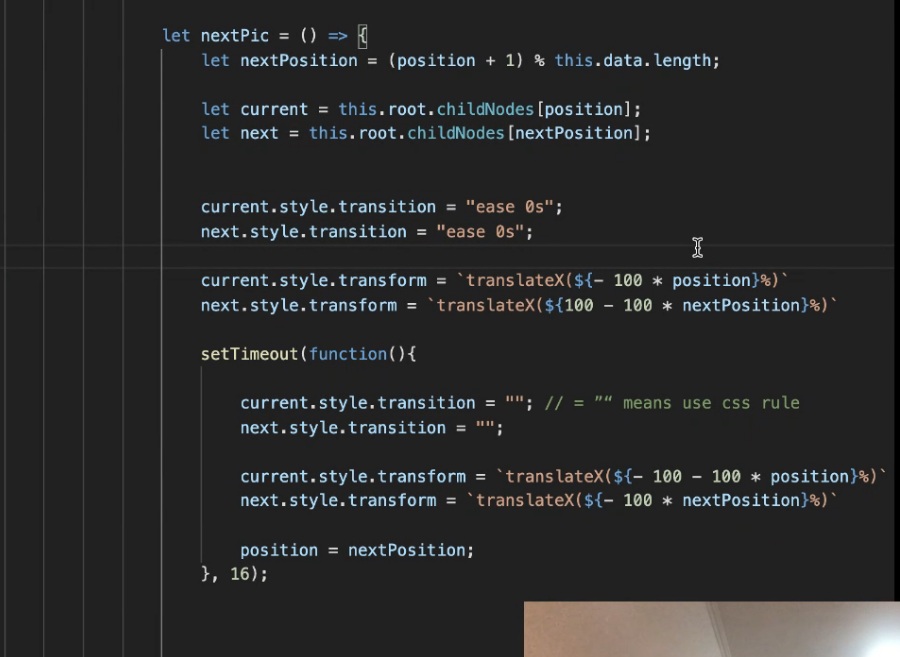 let nextPic = () => {
let nextPosition = (position + 1) % this.data.length;
let current = this.root.childNodes[position];
let next = this.root.childNodes[nextPosition];
current.style.transition = "ease 0s";
next.style.transition = "ease 0s";
current.style.transform = `translateX(${- 100 * position}%)`
next.style.transform = `translateX(${100 - 100 * nextPosition}%)`
setTimeout(function(){
current.style.transition = ""; // = ”“ means use css rule
next.style.transition = "";
current.style.transform = `translateX(${- 100 - 100 * position}%)`
next.style.transform = `translateX(${- 100 * nextPosition}%)`
position = nextPosition;
}, 16);